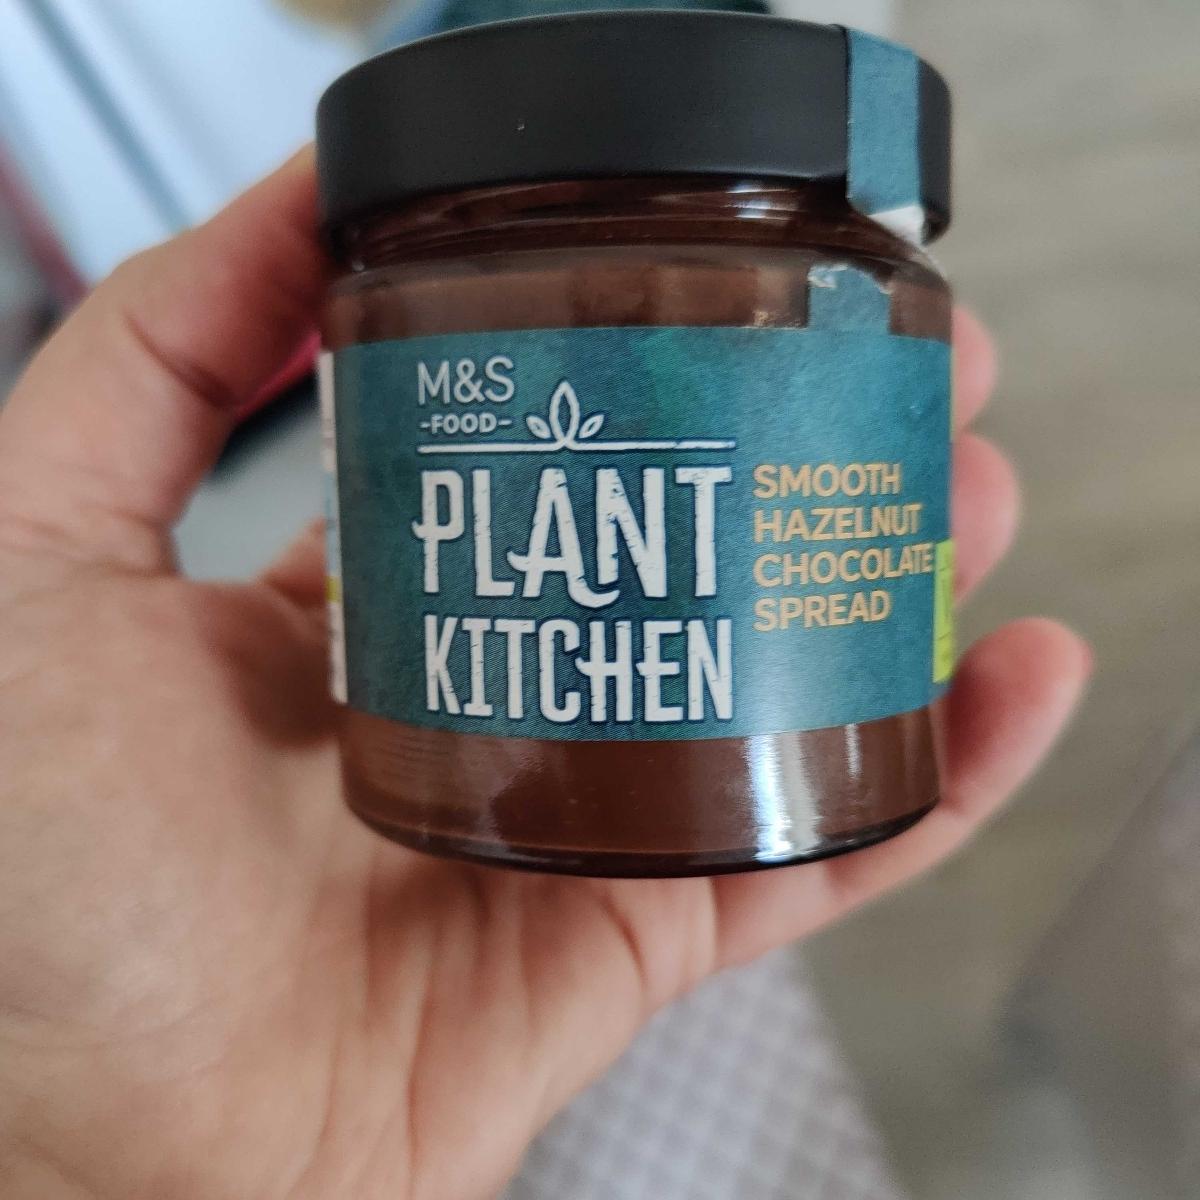 M&S
-FOOD-
PLANT
KITCHEN
SMOOTH
HAZELNUT
CHOCOLATE
SPREAD